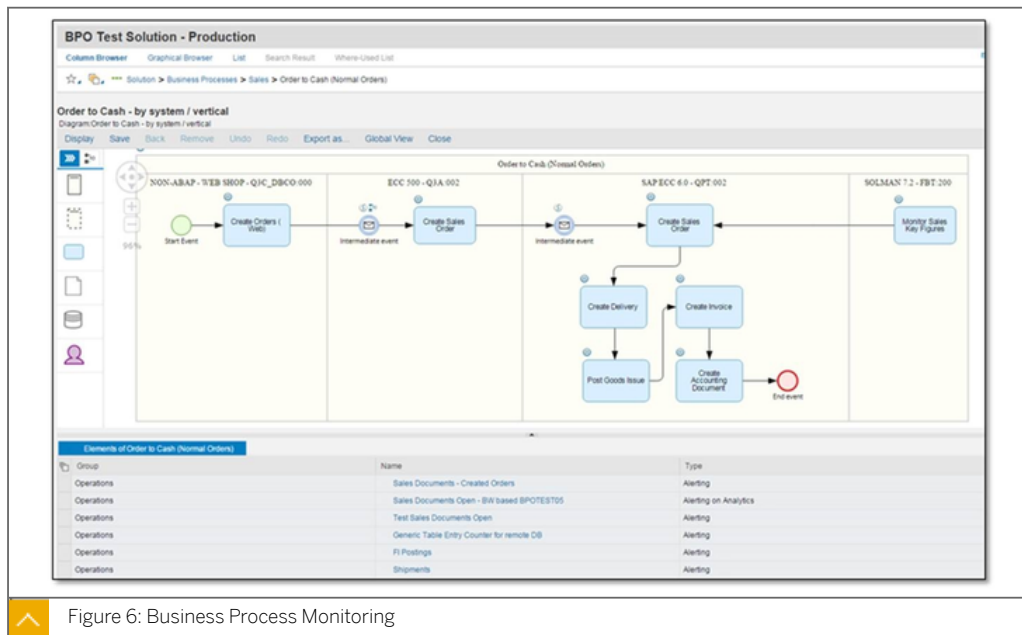 BPO Test Solution - Production
Column Browser Graphical Browser List Search Result Where-Used List
Solution > Business Processes > Sales > Order to Cash (Normal Orders)
Order to Cash - by system / vertical
Diagram:Order to Cash - by system / vertical
Display Save Back Remove Undo Redo Export as... Global View Close
Order to Cash (Normal Orders)
NON-ABAP - WEB SHOP - Q3C_DBCO:000 ECC 500 - Q3A:002 SAP ECC 6.0 - QPT:002 SOLMAN 7.2 - FBT:200
Create Orders (
Web)
Create Sales
Order
Create Sales
Order
Monitor Sales
Key Figures
Start Event
Intermediate event
Intermediate event
96%
Create Delivery
Create Invoice
Post Goods Issue
Create
Accounting
Document
End event
Elements of Order to Cash (Normal Orders)
Group Name Type
Operations Sales Documents - Created Orders Alerting
Operations Sales Documents Open - BW based BPOTEST05 Alerting on Analytics
Operations Test Sales Documents Open Alerting
Operations Generic Table Entry Counter for remote DB Alerting
Operations FI Postings Alerting
Operations Shipments Alerting
Figure 6: Business Process Monitoring